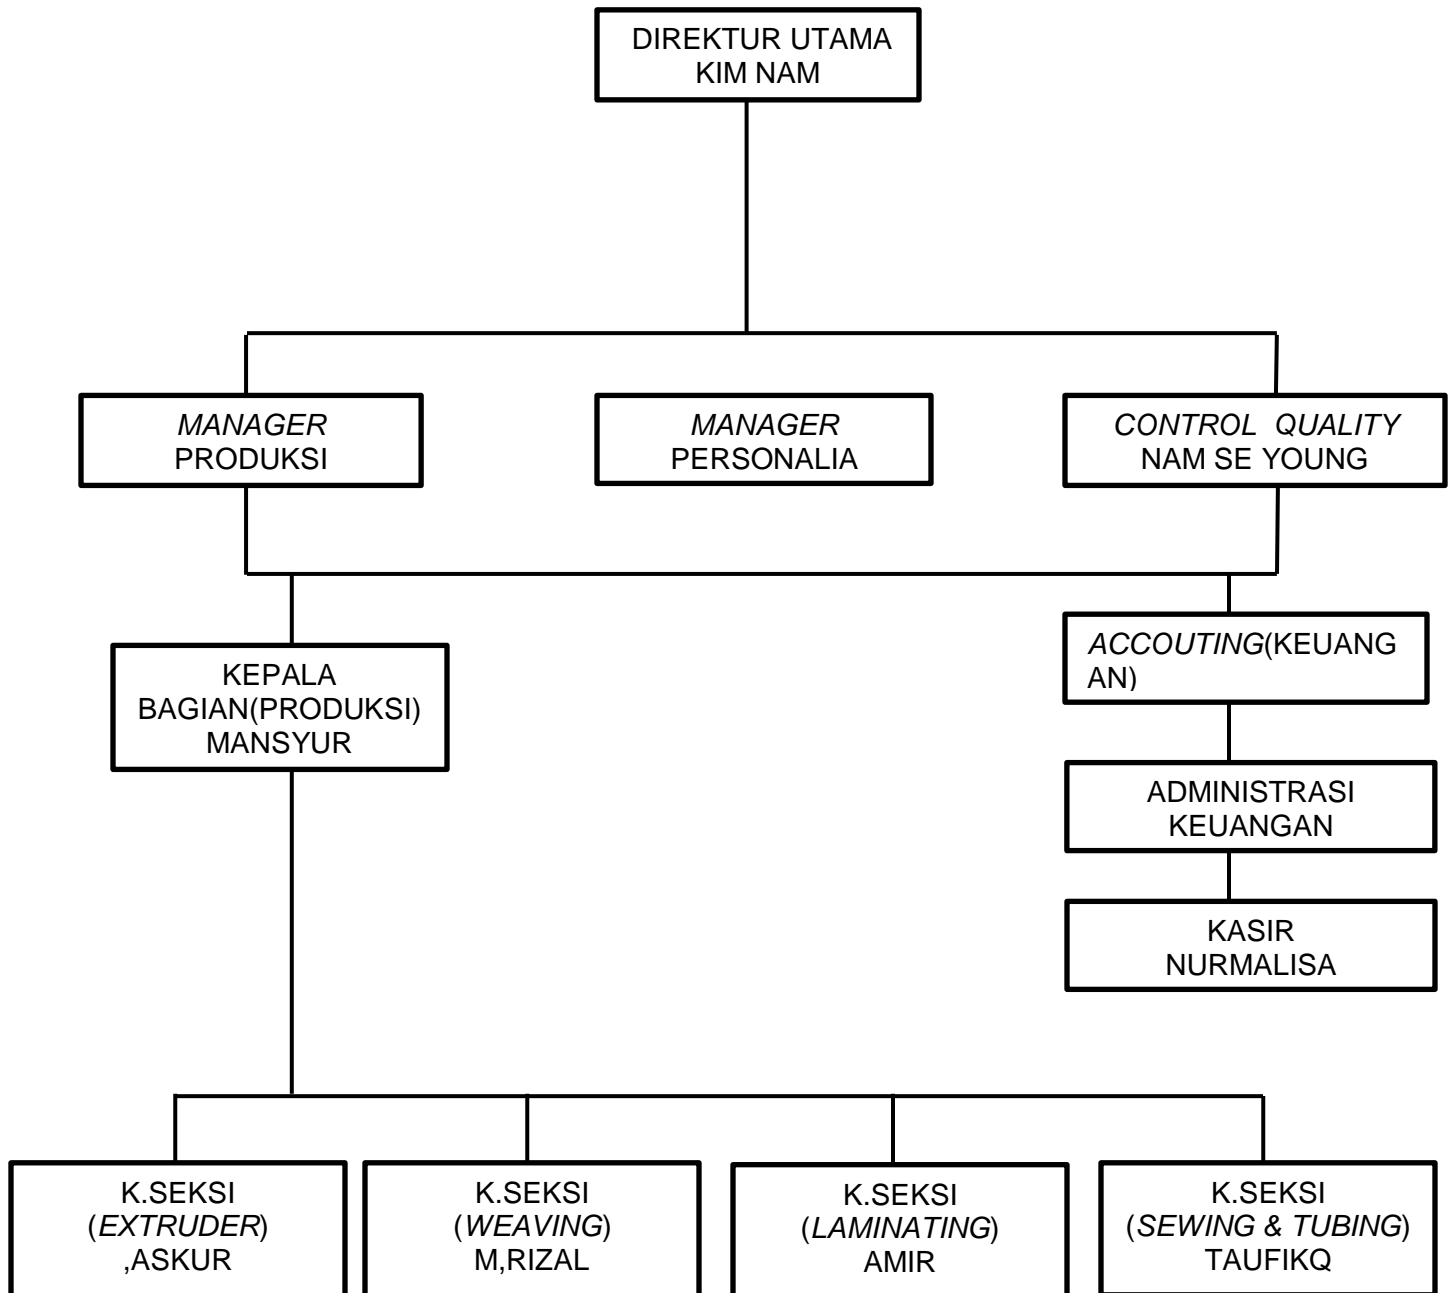 DIREKTUR UTAMA
KIM NAM
MANAGER
PRODUKSI
MANAGER
PERSONALIA
CONTROL QUALITY
NAM SE YOUNG
KEPALA
BAGIAN(PRODUKSI)
MANSYUR
ACCOUTING(KEUANG
AN)
ADMINISTRASI
KEUANGAN
KASIR
NURMALISA
K.SEKSI
(EXTRUDER)
,ASKUR
K.SEKSI
(WEAVING)
M,RIZAL
K.SEKSI
(LAMINATING)
AMIR
K.SEKSI
(SEWING & TUBING)
TAUFIKQ